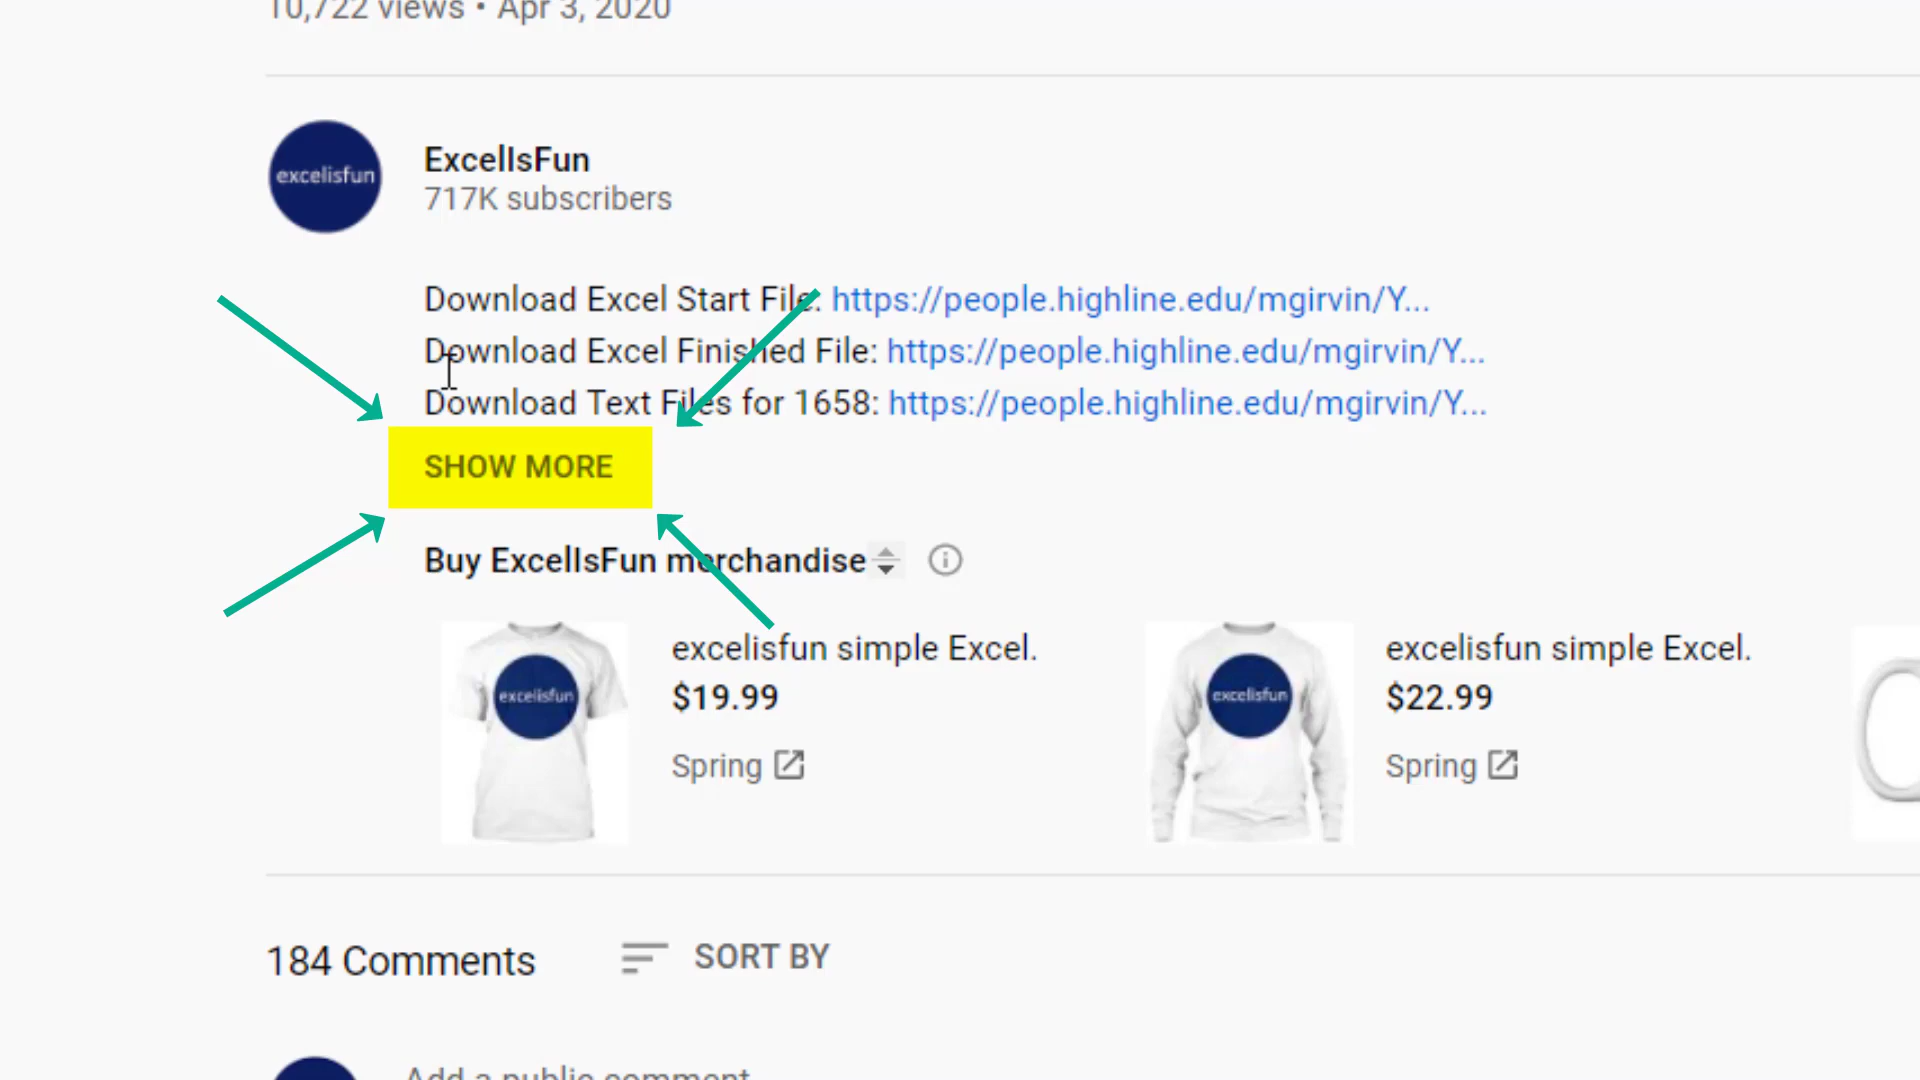 10,722 views • Apr 3, 2020
excelisfun
ExcelIsFun
717K subscribers
Download Excel Start File: https://people.highline.edu/mgirvin/Y...
Download Excel Finished File: https://people.highline.edu/mgirvin/Y...
Download Text Files for 1658: https://people.highline.edu/mgirvin/Y...
SHOW MORE
Buy ExcelIsFun merchandise
excelisfun
excelisfun simple Excel.
$19.99
Spring
excelisfun
excelisfun simple Excel.
$22.99
Spring
184 Comments
SORT BY
Add a public comment